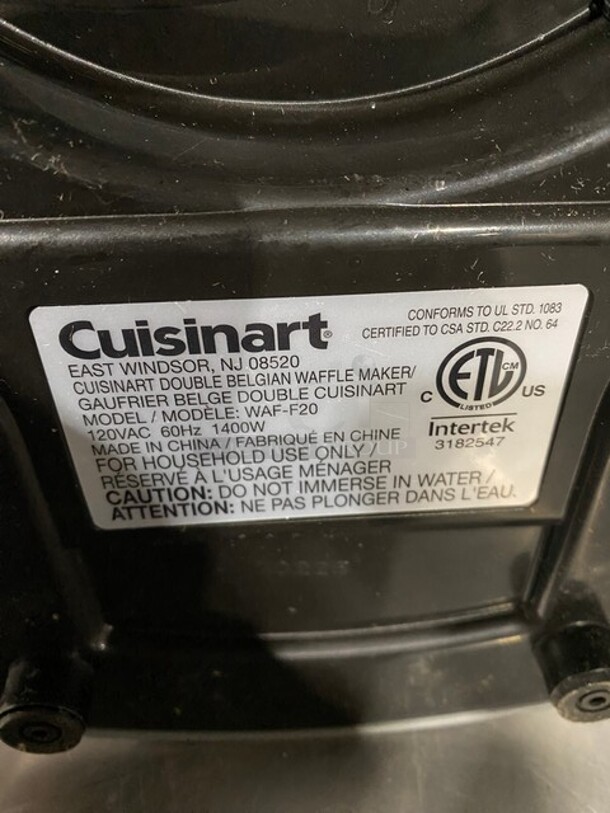 Cuisinart®
EAST WINDSOR, NJ 08520
CUISINART DOUBLE BELGIAN WAFFLE MAKER/
GAUFRIER BELGE DOUBLE CUISINART
MODEL / MODÈLE: WAF-F20
120VAC 60Hz 1400W
MADE IN CHINA / FABRIQUÉ EN CHINE
FOR HOUSEHOLD USE ONLY /
RÉSERVÉ À L'USAGE MÉNAGER
CAUTION: DO NOT IMMERSE IN WATER /
ATTENTION: NE PAS PLONGER DANS L'EAU.
CONFORMS TO UL STD. 1083
CERTIFIED TO CSA STD. C22.2 NO. 64
ETL CM
C US
LISTED
Intertek
3182547